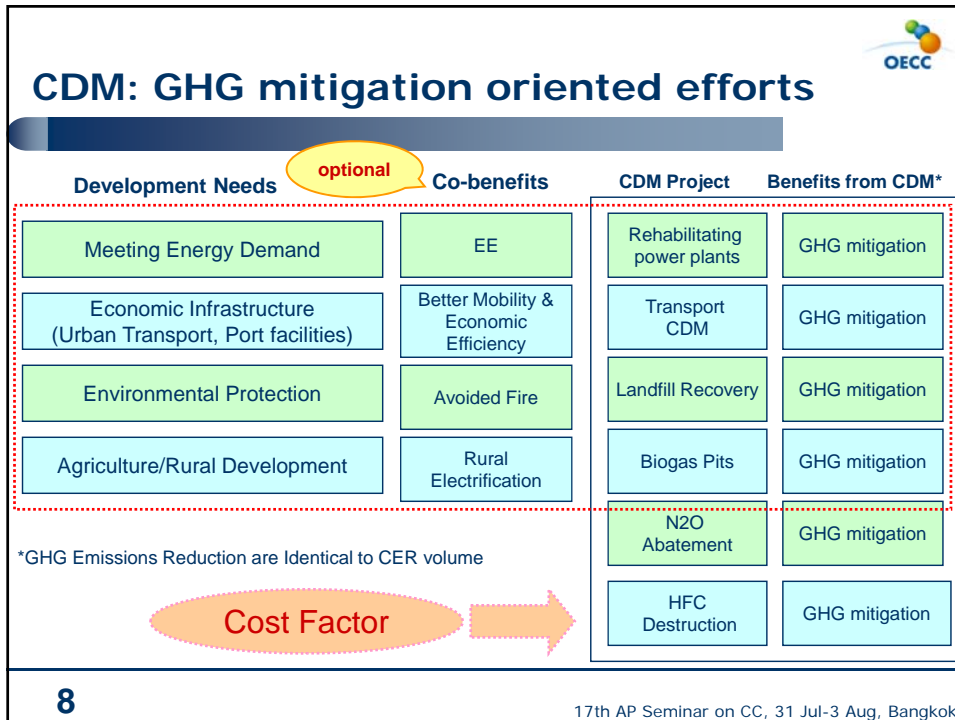 OECC
CDM: GHG mitigation oriented efforts
optional
Development Needs
Co-benefits
CDM Project
Benefits from CDM*
Meeting Energy Demand
EE
Rehabilitating
power plants
GHG mitigation
Economic Infrastructure
(Urban Transport, Port facilities)
Better Mobility &
Economic
Efficiency
Transport
CDM
GHG mitigation
Environmental Protection
Avoided Fire
Landfill Recovery
GHG mitigation
Agriculture/Rural Development
Rural
Electrification
Biogas Pits
GHG mitigation
N2O
Abatement
GHG mitigation
*GHG Emissions Reduction are Identical to CER volume
Cost Factor
HFC
Destruction
GHG mitigation
8
17th AP Seminar on CC, 31 Jul-3 Aug, Bangkok